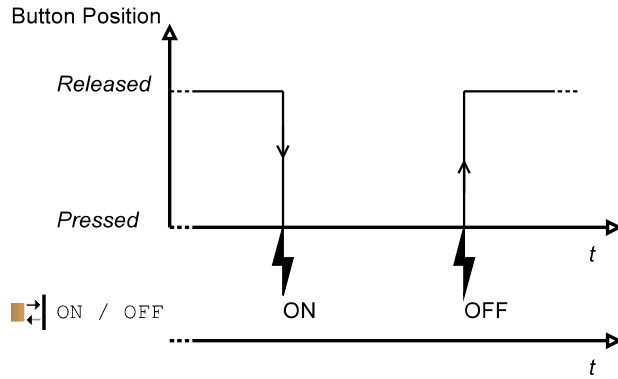 Button Position
Released
Pressed
t
ON / OFF
ON
OFF
t